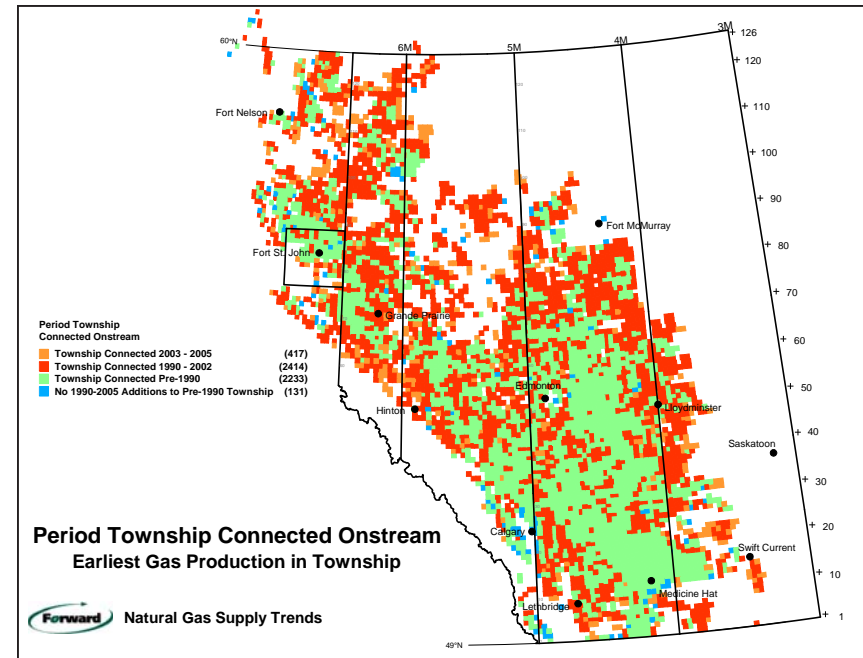 3M
126
60°N
6M
5M
4M
120
Fort Nelson
110
100
90
Fort McMurray
80
Fort St. John
70
Grande Prairie
60
Period Township
Connected Onstream
Township Connected 2003 - 2005 (417)
Township Connected 1990 - 2002 (2414)
Township Connected Pre-1990 (2233)
No 1990-2005 Additions to Pre-1990 Township (131)
50
Edmonton
Hinton
Lloydminster
40
Saskatoon
30
20
Period Township Connected Onstream
Earliest Gas Production in Township
Calgary
Swift Current
10
Medicine Hat
Lethbridge
1
Forward Natural Gas Supply Trends
49°N